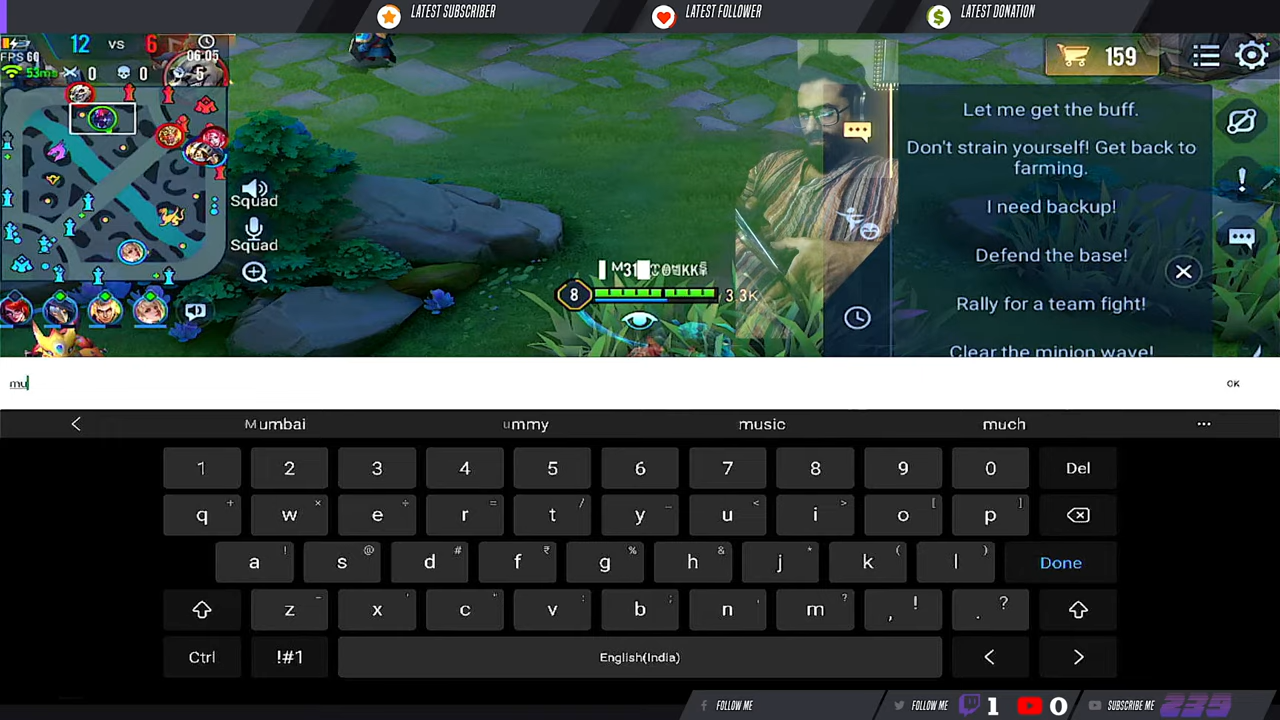 LATEST SUBSCRIBER
LATEST FOLLOWER
LATEST DONATION
12 vs 6
FPS 60
06:05
53ms 0 0 5
159
Squad
Squad
Let me get the buff.
Don't strain yourself! Get back to
farming.
I need backup!
Defend the base!
Rally for a team fight!
Clear the minion wave!
8
3.3K
mu
OK
Mumbai ummy music much ...
1 2 3 4 5 6 7 8 9 0 Del
q w e r t y u i o p
a s d f g h j k l Done
z x c v b n m , ! . ?
Ctrl !#1 English(India) < >
FOLLOW ME
FOLLOW ME
1
0
SUBSCRIBE ME
239